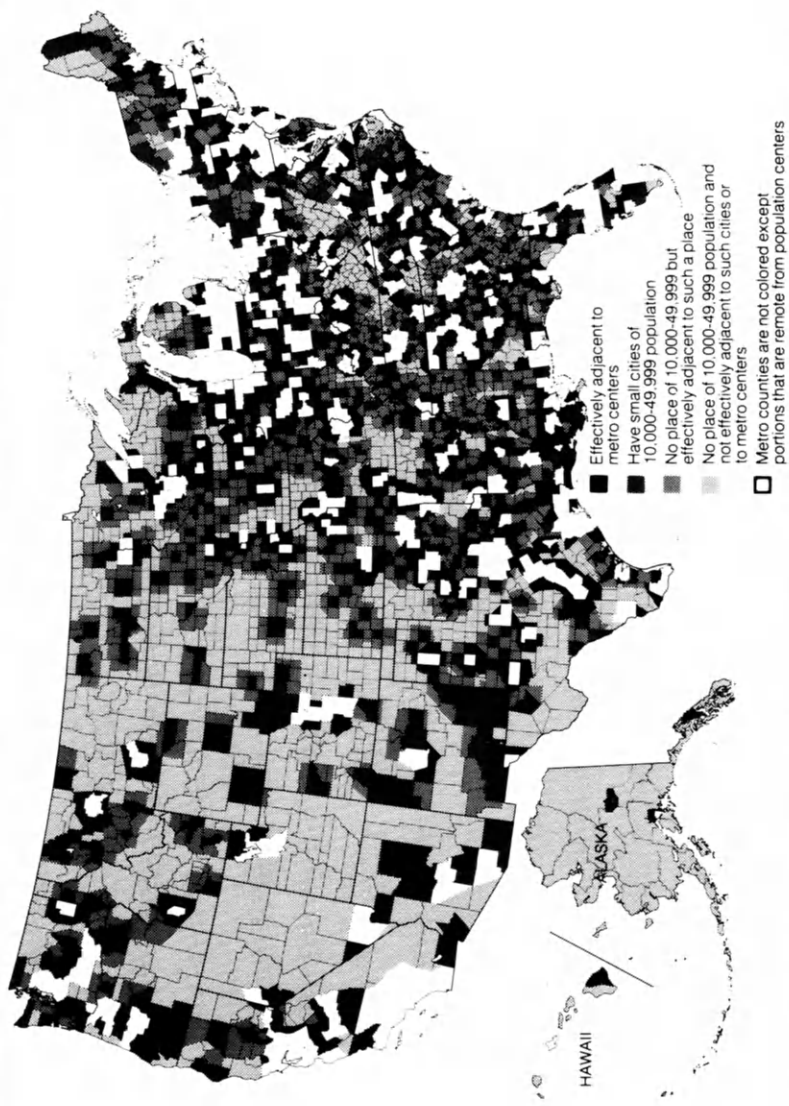 Effectively adjacent to
metro centers
Have small cities of
10,000-49,999 population
No place of 10,000-49,999 but
effectively adjacent to such a place
No place of 10,000-49,999 population and
not effectively adjacent to such cities or
to metro centers
Metro counties are not colored except
portions that are remote from population centers
ALASKA
HAWAII